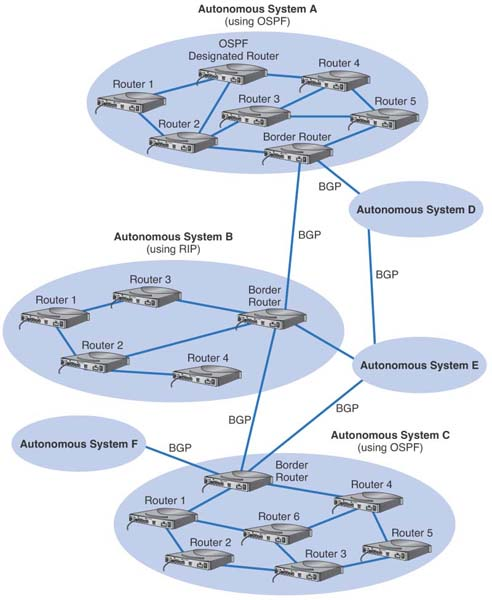 Autonomous System A
(using OSPF)
OSPF
Designated Router
Router 4
Router 1
Router 3
Router 5
Router 2
Border Router
BGP
Autonomous System D
BGP
Autonomous System B
(using RIP)
BGP
Router 3
Border
Router
Router 1
Router 2
Router 4
Autonomous System E
BGP
BGP
Autonomous System F
BGP
Autonomous System C
(using OSPF)
Border
Router
Router 4
Router 1
Router 6
Router 5
Router 2
Router 3